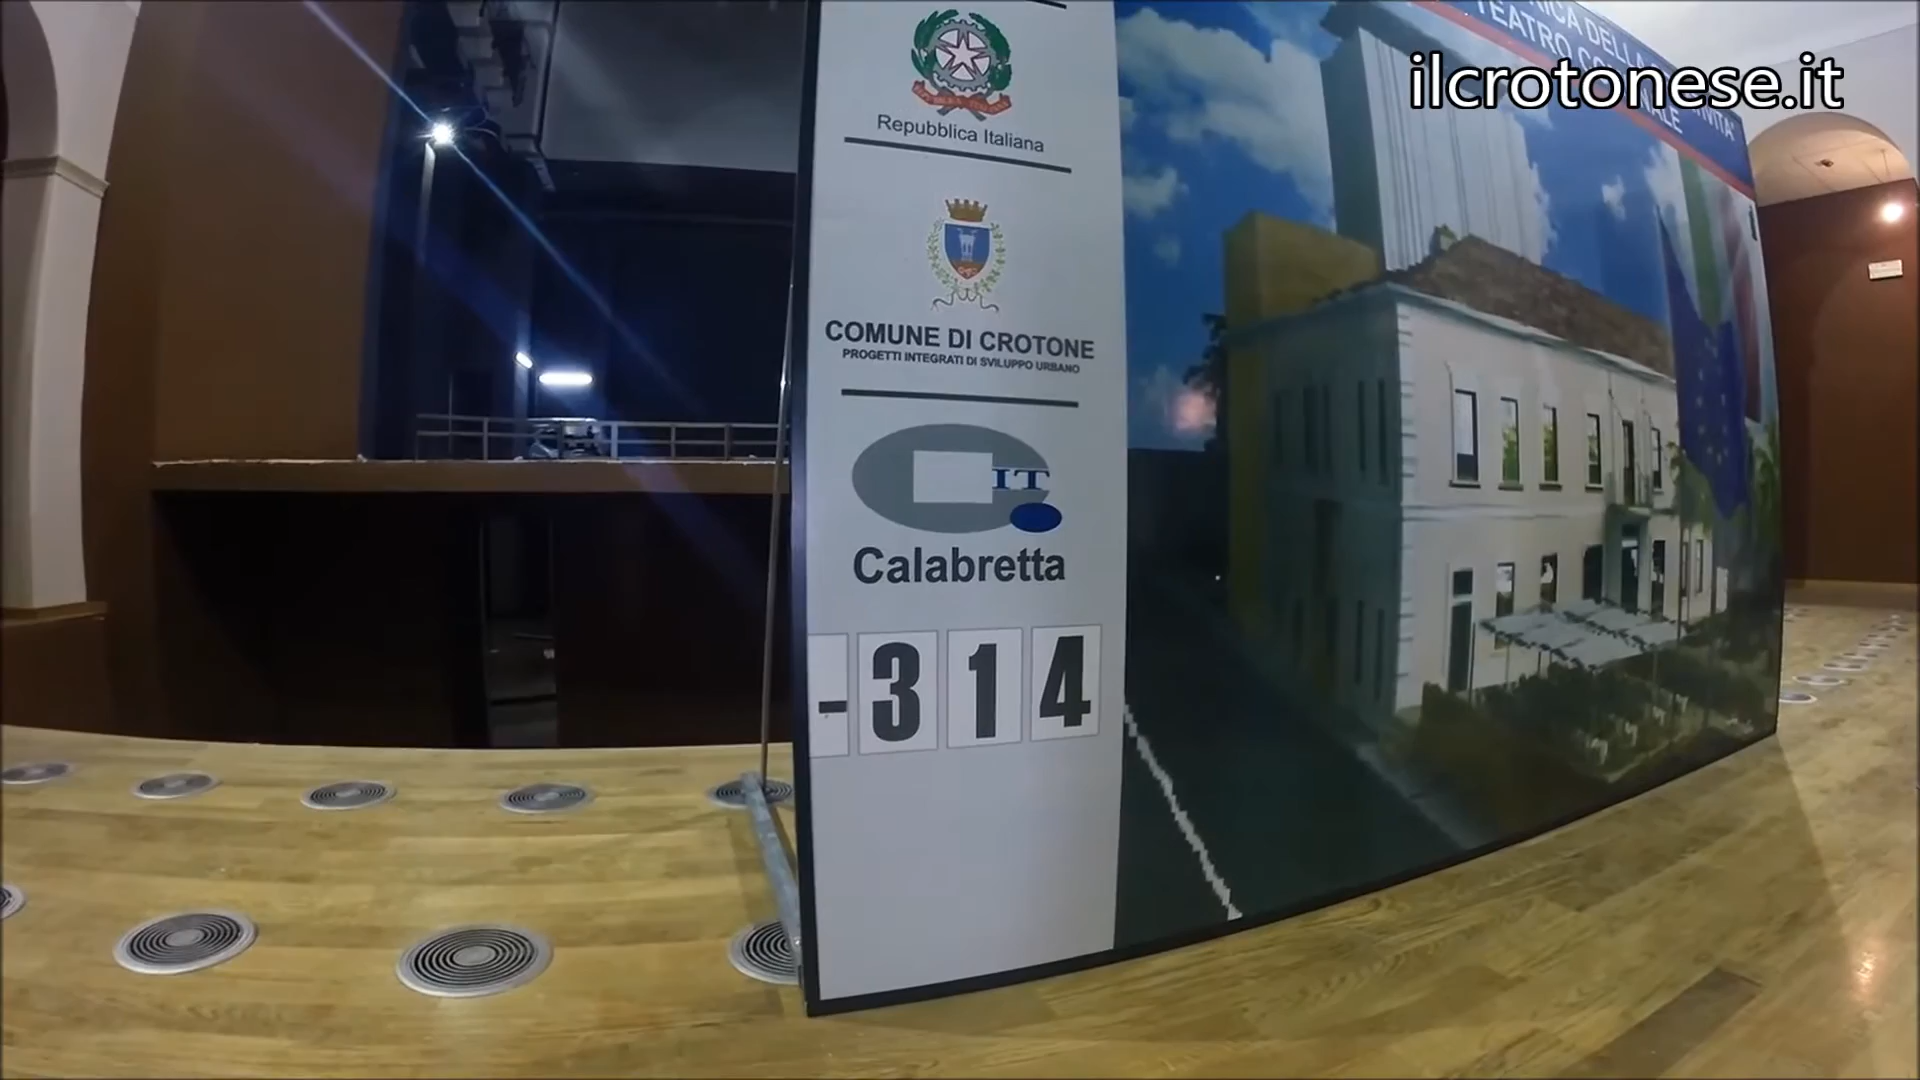 ilcrotonese.it
TEATRO
Repubblica Italiana
COMUNE DI CROTONE
PROGETTI INTEGRATI DI SVILUPPO URBANO
IT
Calabretta
-314